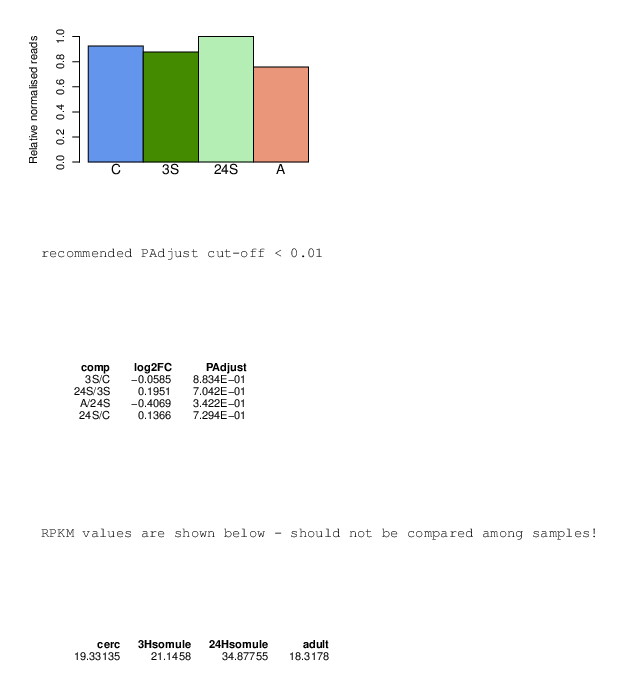 Relative normalised reads
1.0
0.8
0.6
0.4
0.2
0.0
C 3S 24S A
recommended PAdjust cut-off < 0.01
comp log2FC PAdjust
3S/C −0.0585 8.834E−01
24S/3S 0.1951 7.042E−01
A/24S −0.4069 3.422E−01
24S/C 0.1366 7.294E−01
RPKM values are shown below - should not be compared among samples!
cerc 3Hsomule 24Hsomule adult
19.33135 21.1458 34.87755 18.3178